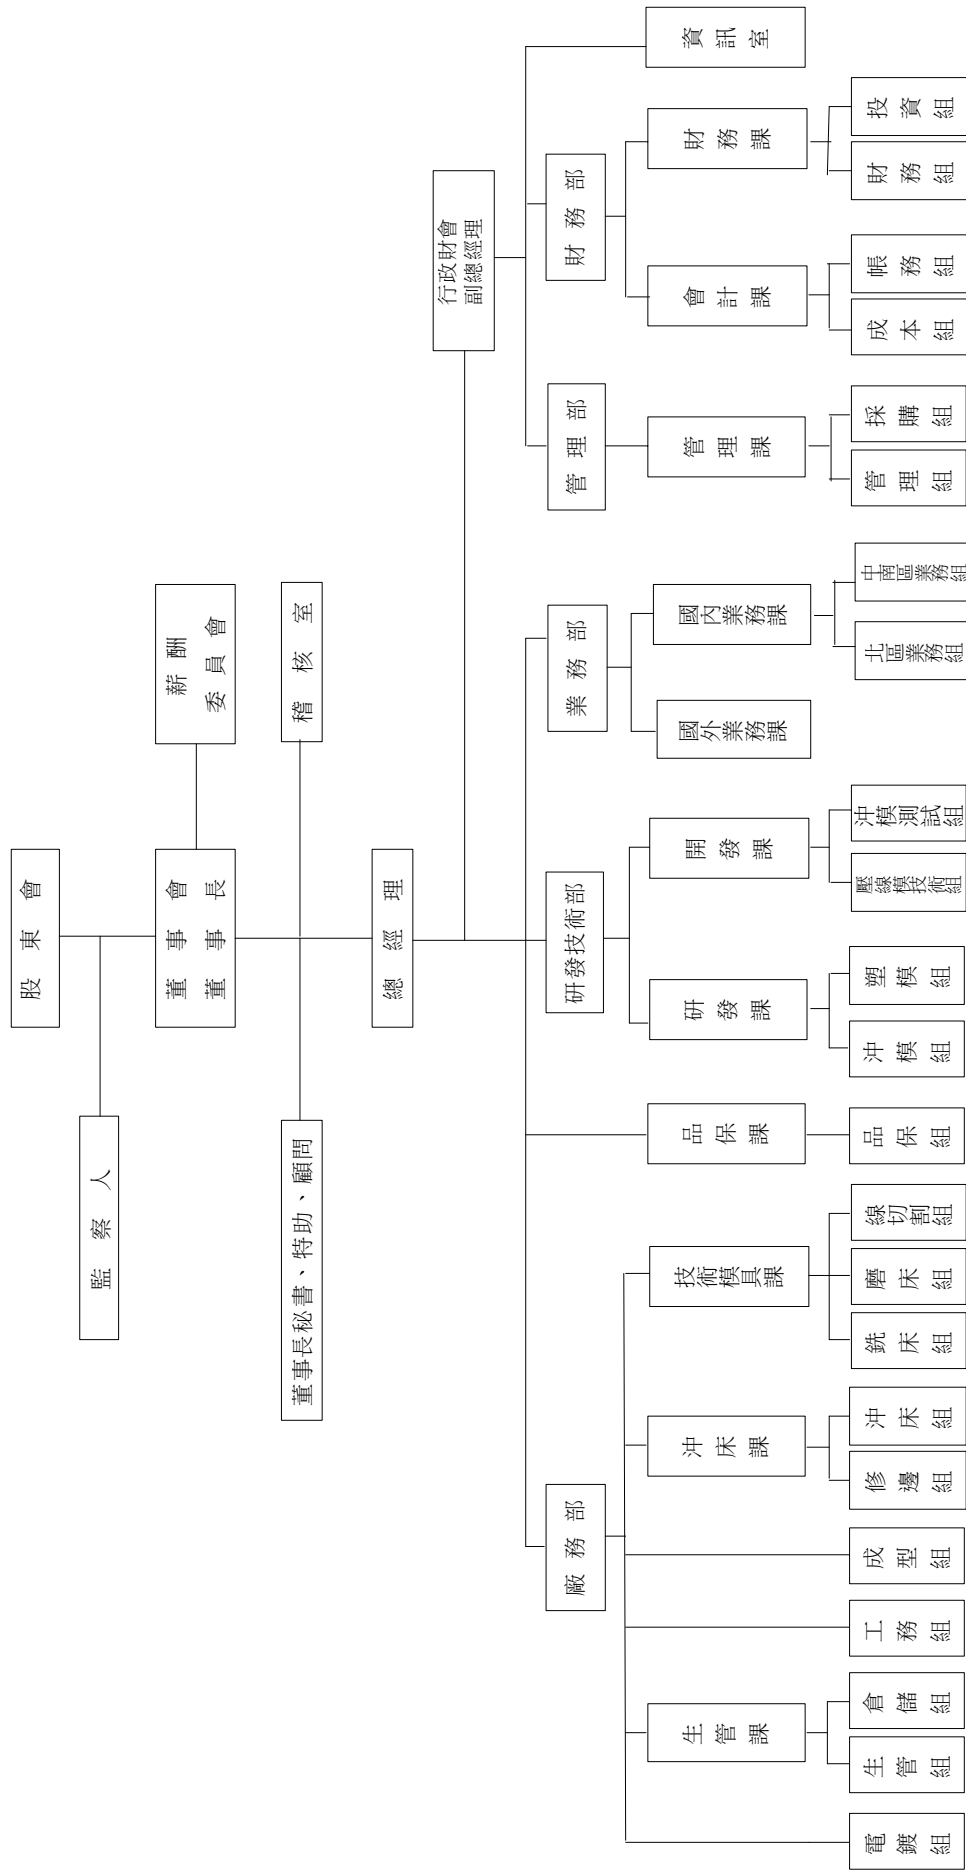 股東會
監察人
董事會
董事長
薪酬
委員會
稽核室
董事長秘書、特助、顧問
總經理
行政財會
副總經理
廠務部
研發技術部
業務部
管理部
財務部
資訊室
生管課
沖床課
技術模具課
品保課
研發課
開發課
國外業務課
國內業務課
管理課
會計課
財務課
電鍍組
生管組
倉儲組
工務組
成型組
修邊組
沖床組
銑床組
磨床組
線切割組
品保組
沖模組
塑模組
壓線模技術組
沖模測試組
北區業務組
中南區業務組
管理組
採購組
成本組
帳務組
財務組
投資組